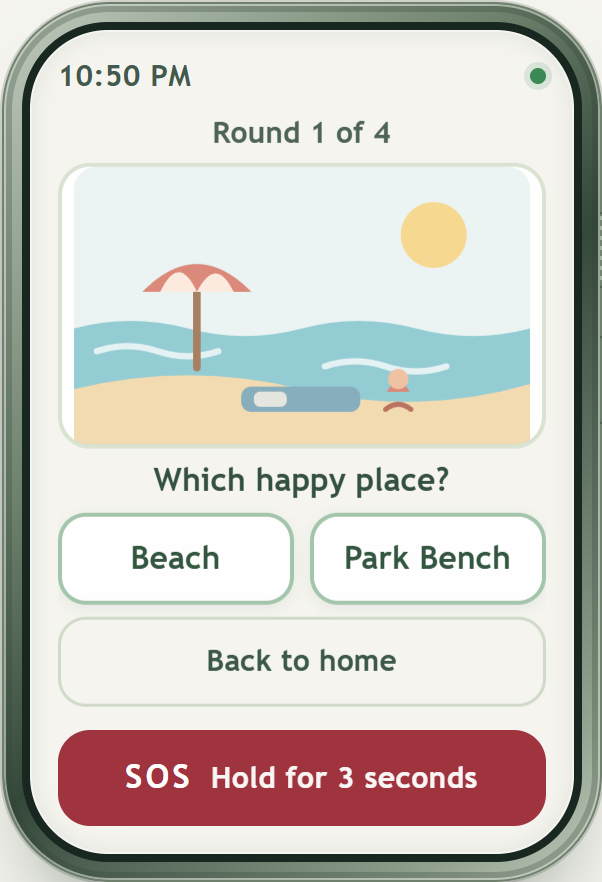 10:50 PM
Round 1 of 4
Which happy place?
Beach
Park Bench
Back to home
SOS Hold for 3 seconds